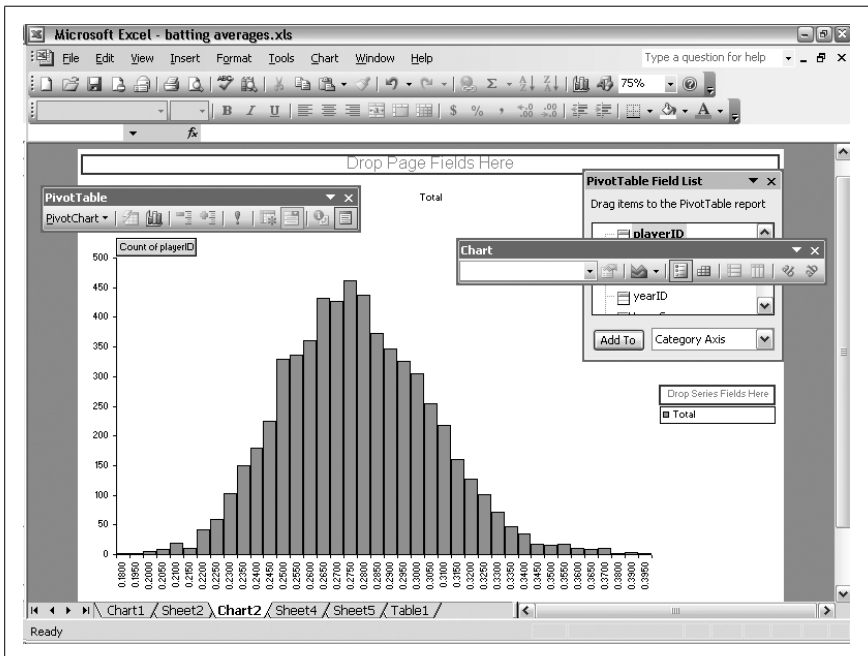 Microsoft Excel - batting averages.xls
File Edit View Insert Format Tools Chart Window Help
Type a question for help
75%
B I U $ %
fx
Drop Page Fields Here
PivotTable
PivotChart
Total
PivotTable Field List
Drag items to the PivotTable report
playerID
Chart
yearID
Add To
Category Axis
Drop Series Fields Here
Total
Count of playerID
500
450
400
350
300
250
200
150
100
50
0
0.1800
0.1950
0.2000
0.2050
0.2100
0.2150
0.2200
0.2250
0.2300
0.2350
0.2400
0.2450
0.2500
0.2550
0.2600
0.2650
0.2700
0.2750
0.2800
0.2850
0.2900
0.2950
0.3000
0.3050
0.3100
0.3150
0.3200
0.3250
0.3300
0.3350
0.3400
0.3450
0.3500
0.3550
0.3600
0.3650
0.3700
0.3800
0.3900
0.3950
Chart1 Sheet2 Chart2 Sheet4 Sheet5 Table1
Ready